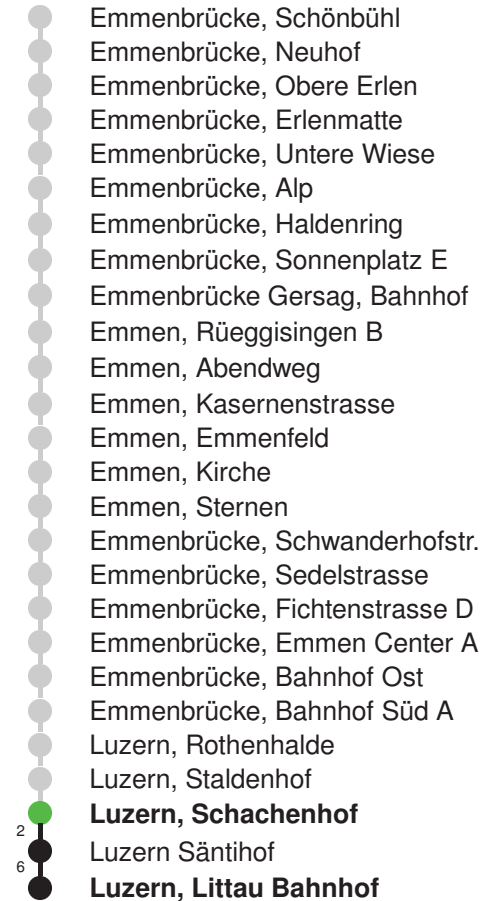 Emmenbrücke, Schönbühl
Emmenbrücke, Neuhof
Emmenbrücke, Obere Erlen
Emmenbrücke, Erlenmatte
Emmenbrücke, Untere Wiese
Emmenbrücke, Alp
Emmenbrücke, Haldenring
Emmenbrücke, Sonnenplatz E
Emmenbrücke Gersag, Bahnhof
Emmen, Rüeggisingen B
Emmen, Abendweg
Emmen, Kasernenstrasse
Emmen, Emmenfeld
Emmen, Kirche
Emmen, Sternen
Emmenbrücke, Schwanderhofstr.
Emmenbrücke, Sedelstrasse
Emmenbrücke, Fichtenstrasse D
Emmenbrücke, Emmen Center A
Emmenbrücke, Bahnhof Ost
Emmenbrücke, Bahnhof Süd A
Luzern, Rothenhalde
Luzern, Staldenhof
Luzern, Schachenhof
2
Luzern Säntihof
6
Luzern, Littau Bahnhof